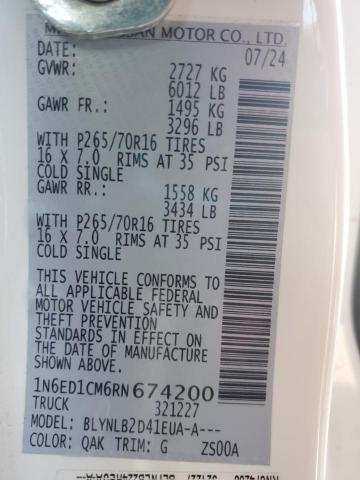 MOTOR CO., LTD.
07/24
GVWR: 2727 KG
6012 LB
GAWR FR.: 1495 KG
3296 LB
WITH P265/70R16 TIRES
16 X 7.0 RIMS AT 35 PSI
COLD SINGLE
GAWR RR.: 1558 KG
3434 LB
WITH P265/70R16 TIRES
16 X 7.0 RIMS AT 35 PSI
COLD SINGLE
THIS VEHICLE CONFORMS TO
ALL APPLICABLE FEDERAL
MOTOR VEHICLE SAFETY AND
THEFT PREVENTION
STANDARDS IN EFFECT ON
THE DATE OF MANUFACTURE
SHOWN ABOVE.
1N6ED1CM6RN674200
TRUCK 321227
MODEL: BLYNLB2D41EUA-A---
COLOR: QAK TRIM: G ZS00A